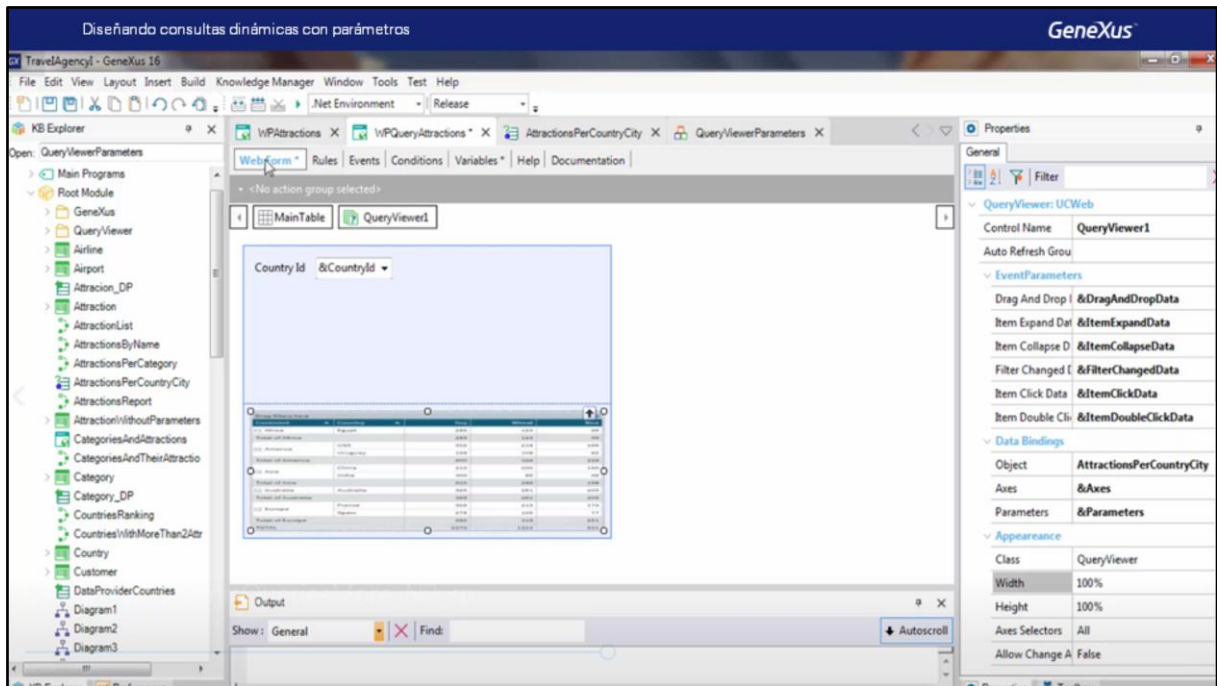 Diseñando consultas dinámicas con parámetros
GeneXus
TravelAgencyI - GeneXus 16
File Edit View Layout Insert Build Knowledge Manager Window Tools Test Help
.Net Environment Release
KB Explorer
Open: QueryViewerParameters
Main Programs
Root Module
GeneXus
QueryViewer
Airline
Airport
Attracion_DP
Attraction
AttractionList
AttractionsByName
AttractionsPerCategory
AttractionsPerCountryCity
AttractionsReport
AttractionWithoutParameters
CategoriesAndAttractions
CategoriesAndTheirAttractio
Category
Category_DP
CountriesRanking
CountriesWithMoreThan2Attr
Country
Customer
DataProviderCountries
Diagram1
Diagram2
Diagram3
WPAttractions X WPQueryAttractions * X AttractionsPerCountryCity X QueryViewerParameters X
Web Form * Rules Events Conditions Variables * Help Documentation
<No action group selected>
MainTable QueryViewer1
Country Id &CountryId
Output
Show: General Find: Autoscroll
Properties
General
Filter
QueryViewer: UCWeb
Control Name QueryViewer1
Auto Refresh Grou
EventParameters
Drag And Drop &DragAndDropData
Item Expand Dat &ItemExpandData
Item Collapse D &ItemCollapseData
Filter Changed &FilterChangedData
Item Click Data &ItemClickData
Item Double Cli &ItemDoubleClickData
Data Bindings
Object AttractionsPerCountryCity
Axes &Axes
Parameters &Parameters
Appeareance
Class QueryViewer
Width 100%
Height 100%
Axes Selectors All
Allow Change A False